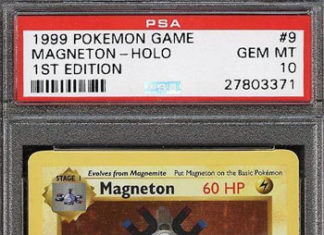 PSA
1999 POKEMON GAME #9
MAGNETON-HOLO GEM MT
1ST EDITION 10
27803371
Evolves from Magnemite Put Magneton on the Basic Pokémon
STAGE 1
Magneton 60 HP